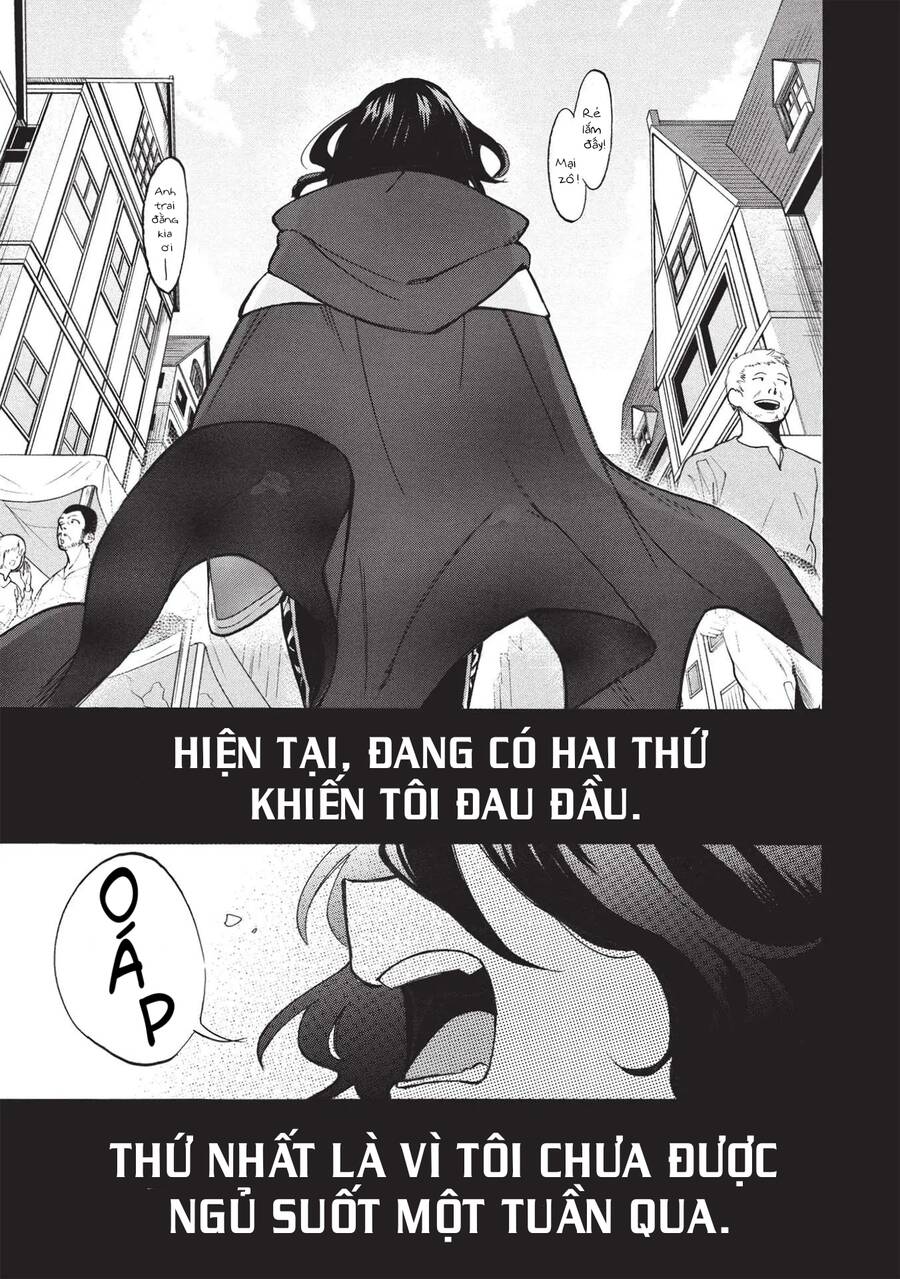 Rẻ
lắm
đấy!
Mại
zô!
Anh
trai
đằng
kia
ơi
—
HIỆN TẠI, ĐANG CÓ HAI THỨ
KHIẾN TÔI ĐAU ĐẦU.
OÁP
THỨ NHẤT LÀ VÌ TÔI CHƯA ĐƯỢC
NGỦ SUỐT MỘT TUẦN QUA.